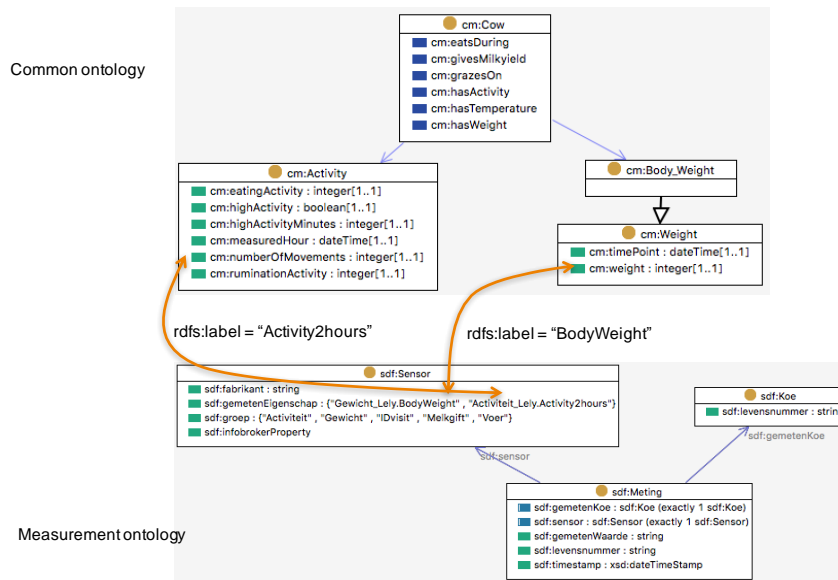 cm:Cow
cm:eatsDuring
cm:givesMilkyield
cm:grazesOn
cm:hasActivity
cm:hasTemperature
cm:hasWeight
Common ontology
cm:Activity
cm:eatingActivity : integer[1..1]
cm:highActivity : boolean[1..1]
cm:highActivityMinutes : integer[1..1]
cm:measuredHour : dateTime[1..1]
cm:numberOfMovements : integer[1..1]
cm:ruminationActivity : integer[1..1]
cm:Body_Weight
cm:Weight
cm:timePoint : dateTime[1..1]
cm:weight : integer[1..1]
rdfs:label = “Activity2hours”
rdfs:label = “BodyWeight”
sdf:Sensor
sdf:fabrikant : string
sdf:gemetenEigenschap : {"Gewicht_Lely.BodyWeight" , "Activiteit_Lely.Activity2hours"}
sdf:groep : {"Activiteit" , "Gewicht" , "IDvisit" , "Melkgift" , "Voer"}
sdf:infobrokerProperty
sdf:Koe
sdf:levensnummer : string
sdf:gemetenKoe
sdf:sensor
sdf:Meting
sdf:gemetenKoe : sdf:Koe (exactly 1 sdf:Koe)
sdf:sensor : sdf:Sensor (exactly 1 sdf:Sensor)
sdf:gemetenWaarde : string
sdf:levensnummer : string
sdf:timestamp : xsd:dateTimeStamp
Measurement ontology